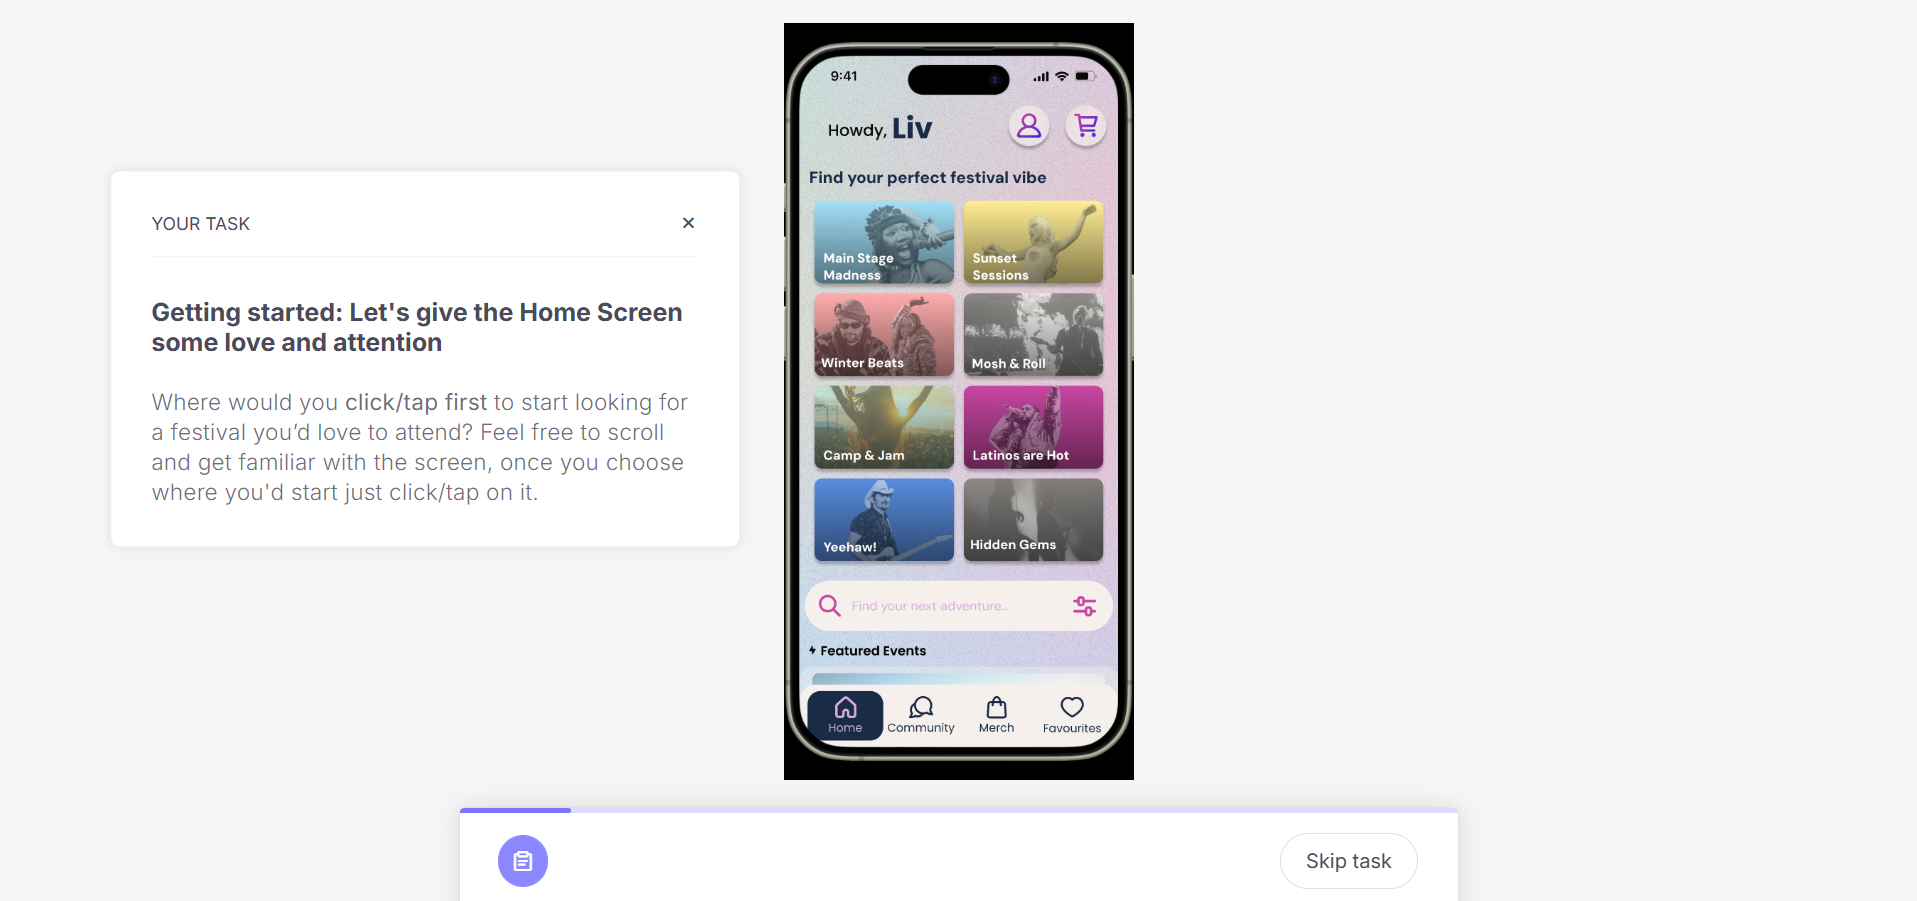 YOUR TASK
Getting started: Let's give the Home Screen
some love and attention
Where would you click/tap first to start looking for
a festival you’d love to attend? Feel free to scroll
and get familiar with the screen, once you choose
where you'd start just click/tap on it.
9:41
Howdy, Liv
Find your perfect festival vibe
Main Stage
Madness
Sunset
Sessions
Winter Beats
Mosh & Roll
Camp & Jam
Latinos are Hot
Yeehaw!
Hidden Gems
Find your next adventure...
Featured Events
Home
Community
Merch
Favourites
Skip task